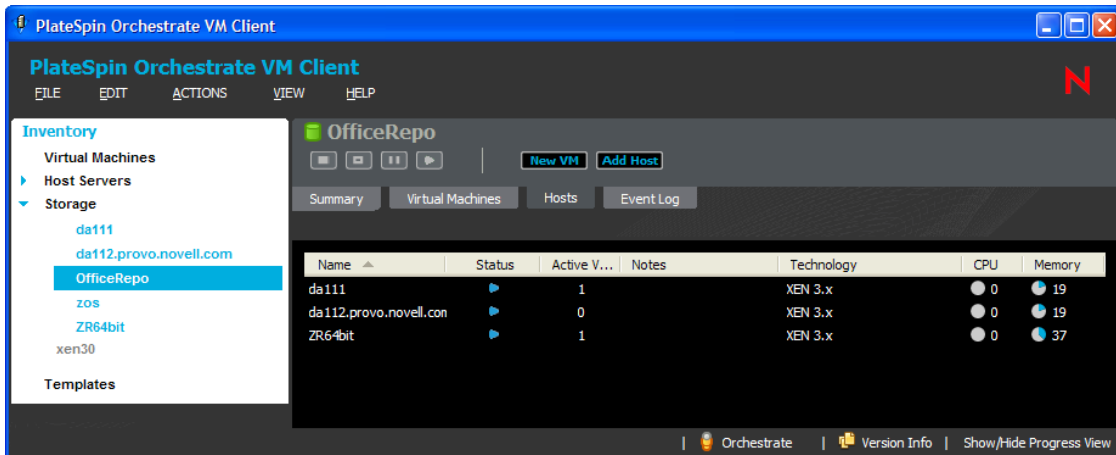 PlateSpin Orchestrate VM Client
PlateSpin Orchestrate VM Client
FILE EDIT ACTIONS VIEW HELP
N
Inventory
Virtual Machines
Host Servers
Storage
da111
da112.provo.novell.com
OfficeRepo
zos
ZR64bit
xen30
Templates
OfficeRepo
New VM Add Host
Summary Virtual Machines Hosts Event Log
Name Status Active V... Notes Technology CPU Memory
da111 1 XEN 3.x 0 19
da112.provo.novell.con 0 XEN 3.x 0 19
ZR64bit 1 XEN 3.x 0 37
| Orchestrate | Version Info | Show/Hide Progress View